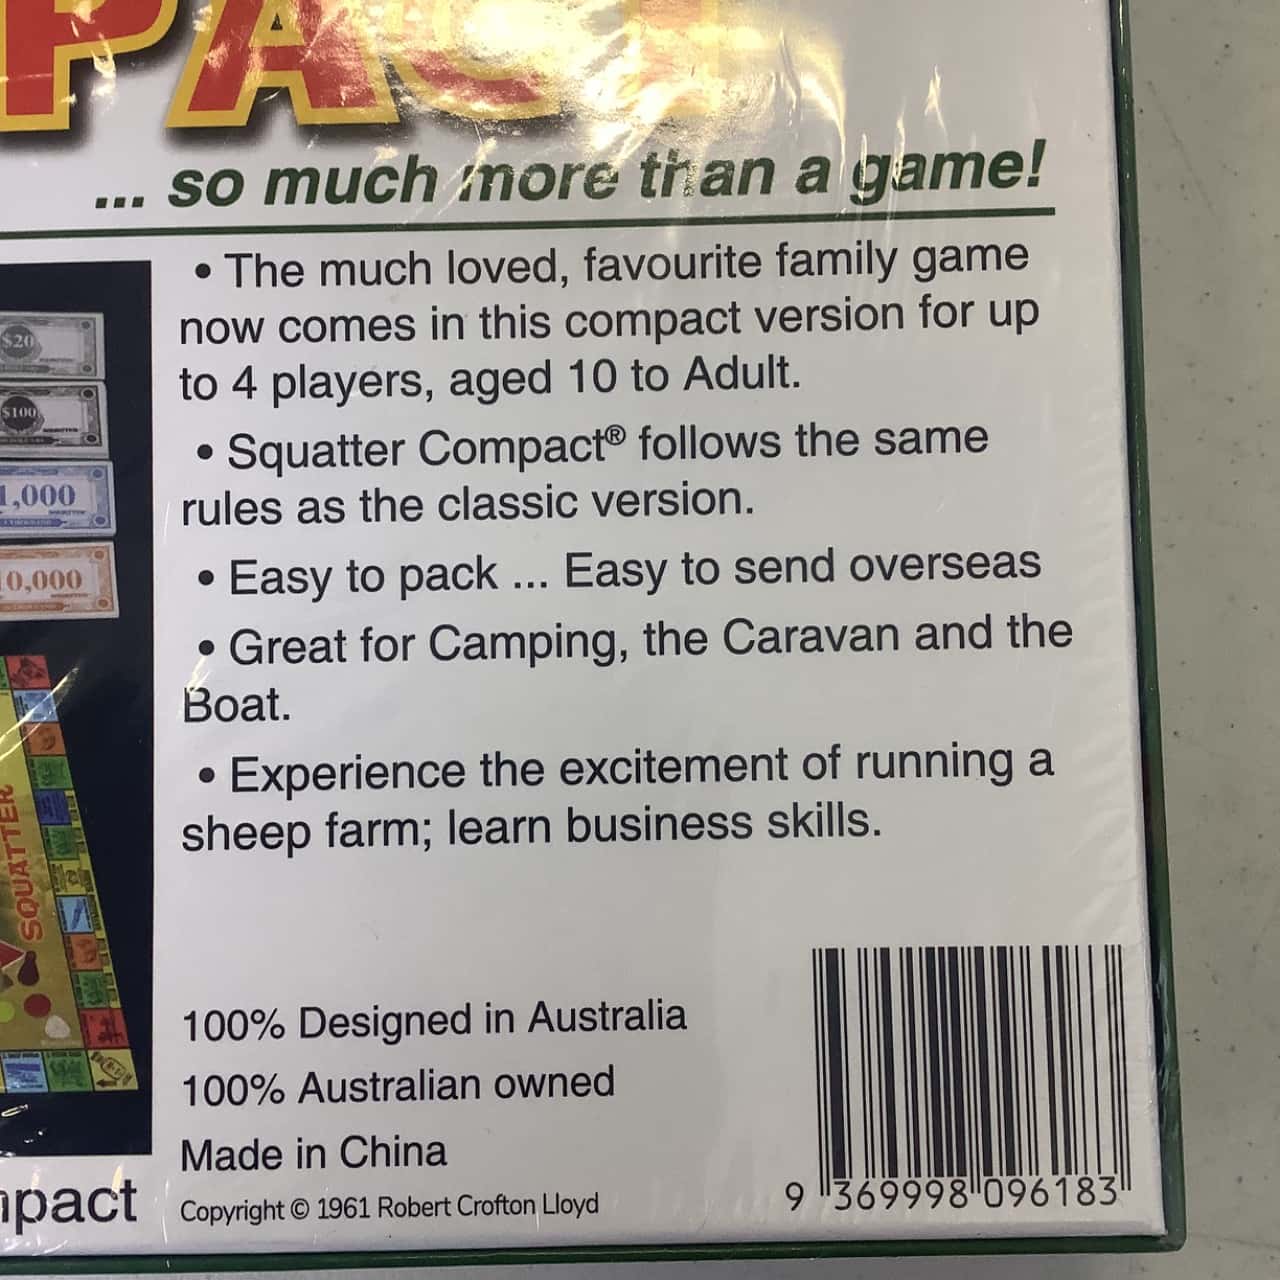 PACT
... so much more than a game!
• The much loved, favourite family game
now comes in this compact version for up
to 4 players, aged 10 to Adult.
• Squatter Compact® follows the same
rules as the classic version.
• Easy to pack ... Easy to send overseas
• Great for Camping, the Caravan and the
Boat.
• Experience the excitement of running a
sheep farm; learn business skills.
100% Designed in Australia
100% Australian owned
Made in China
Copyright © 1961 Robert Crofton Lloyd
9 369998 096183
$20
$100
1,000
0,000
SQUATTER
pact